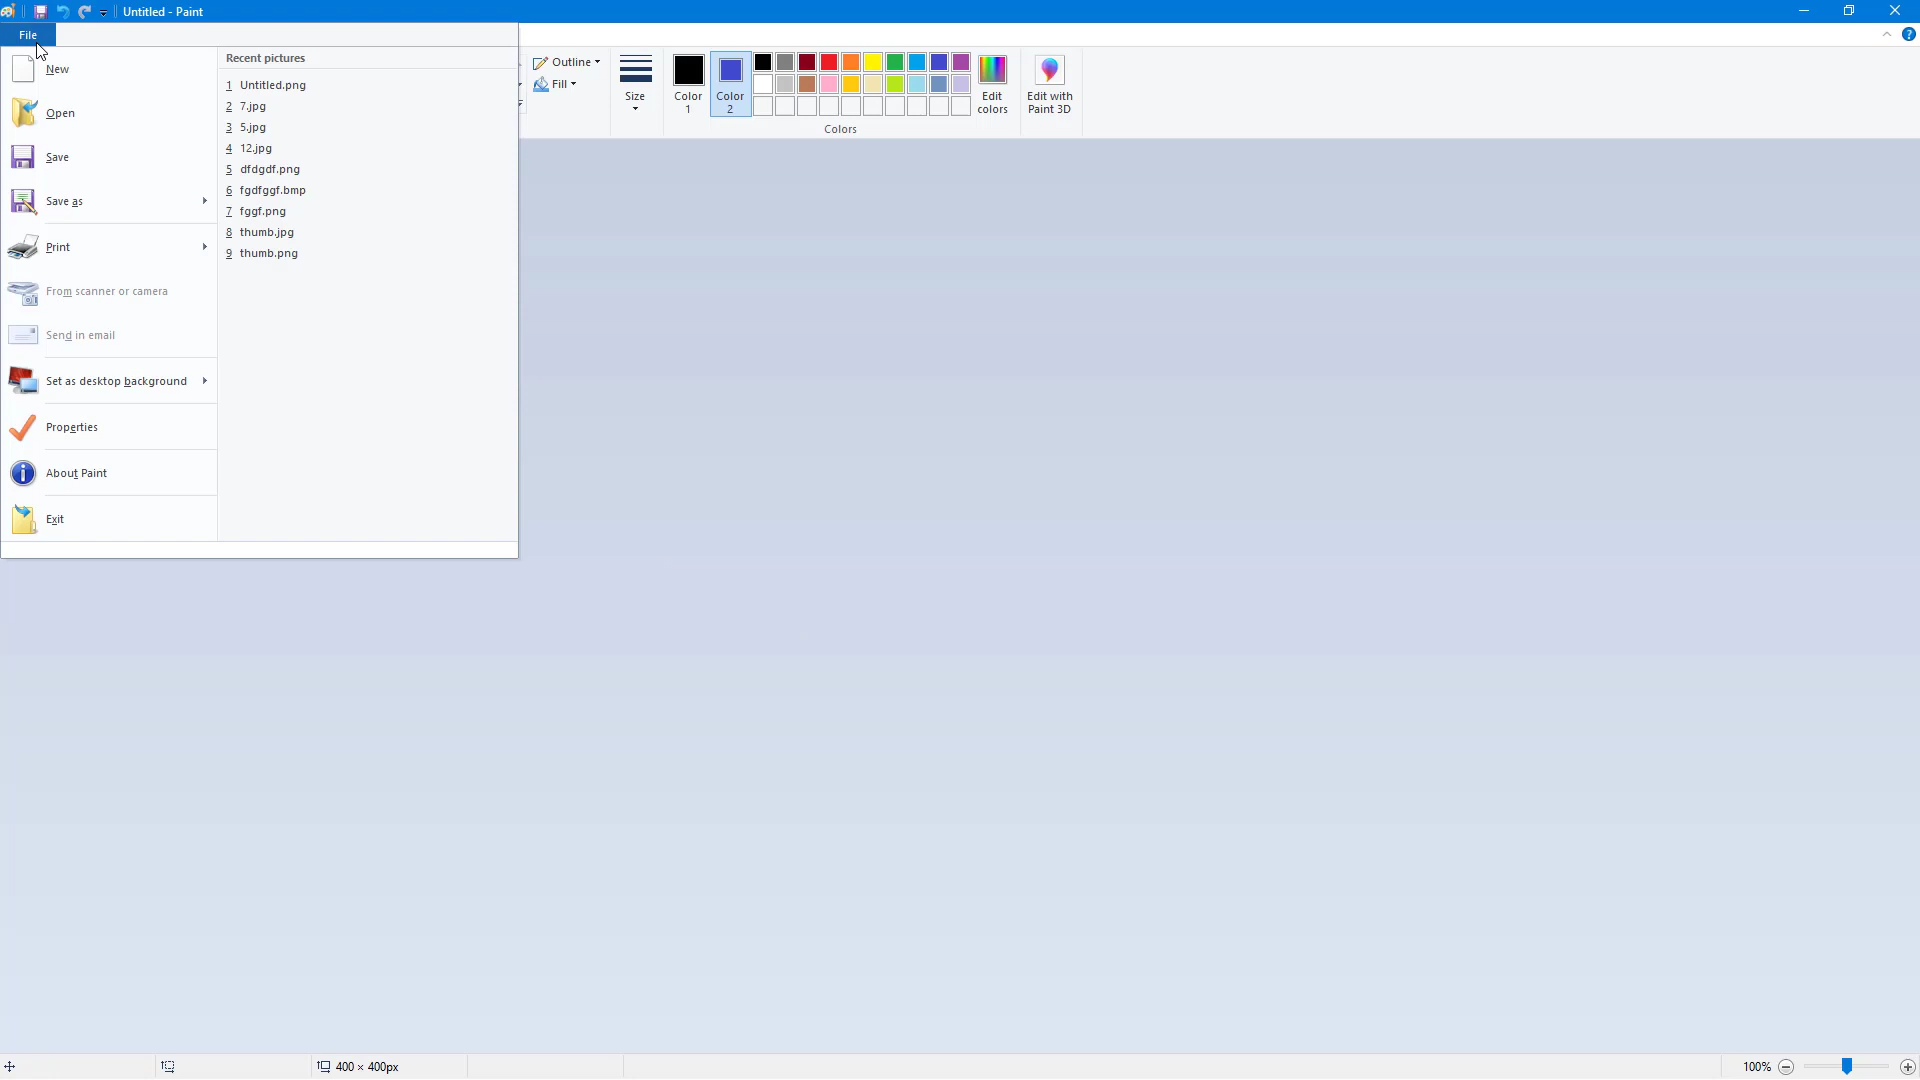 Untitled - Paint
File
New
Open
Save
Save as
Print
From scanner or camera
Send in email
Set as desktop background
Properties
About Paint
Exit
Recent pictures
1 Untitled.png
2 7.jpg
3 5.jpg
4 12.jpg
5 dfdgdf.png
6 fgdfggf.bmp
7 fggf.png
8 thumb.jpg
9 thumb.png
Outline
Fill
Size
Color
1
Color
2
Edit
colors
Edit with
Paint 3D
Colors
400 × 400px
100%